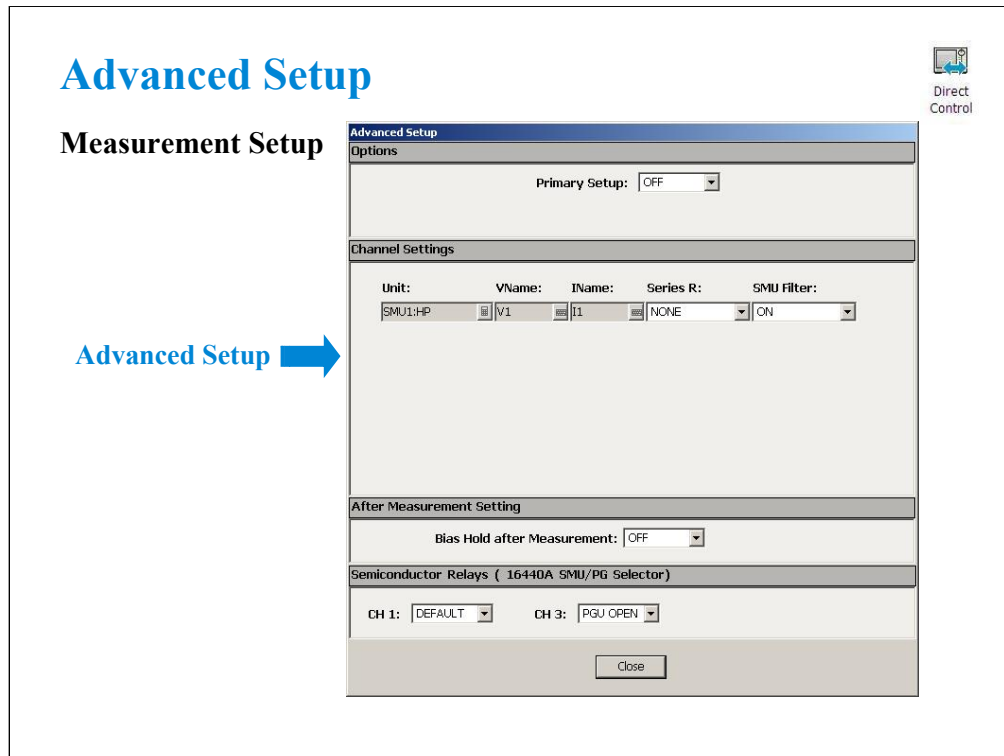 Advanced Setup
Direct
Control
Measurement Setup
Advanced Setup
Options
Primary Setup: OFF
Channel Settings
Unit: VName: IName: Series R: SMU Filter:
SMU1:HP V1 I1 NONE ON
Advanced Setup
After Measurement Setting
Bias Hold after Measurement: OFF
Semiconductor Relays ( 16440A SMU/PG Selector)
CH 1: DEFAULT CH 3: PGU OPEN
Close